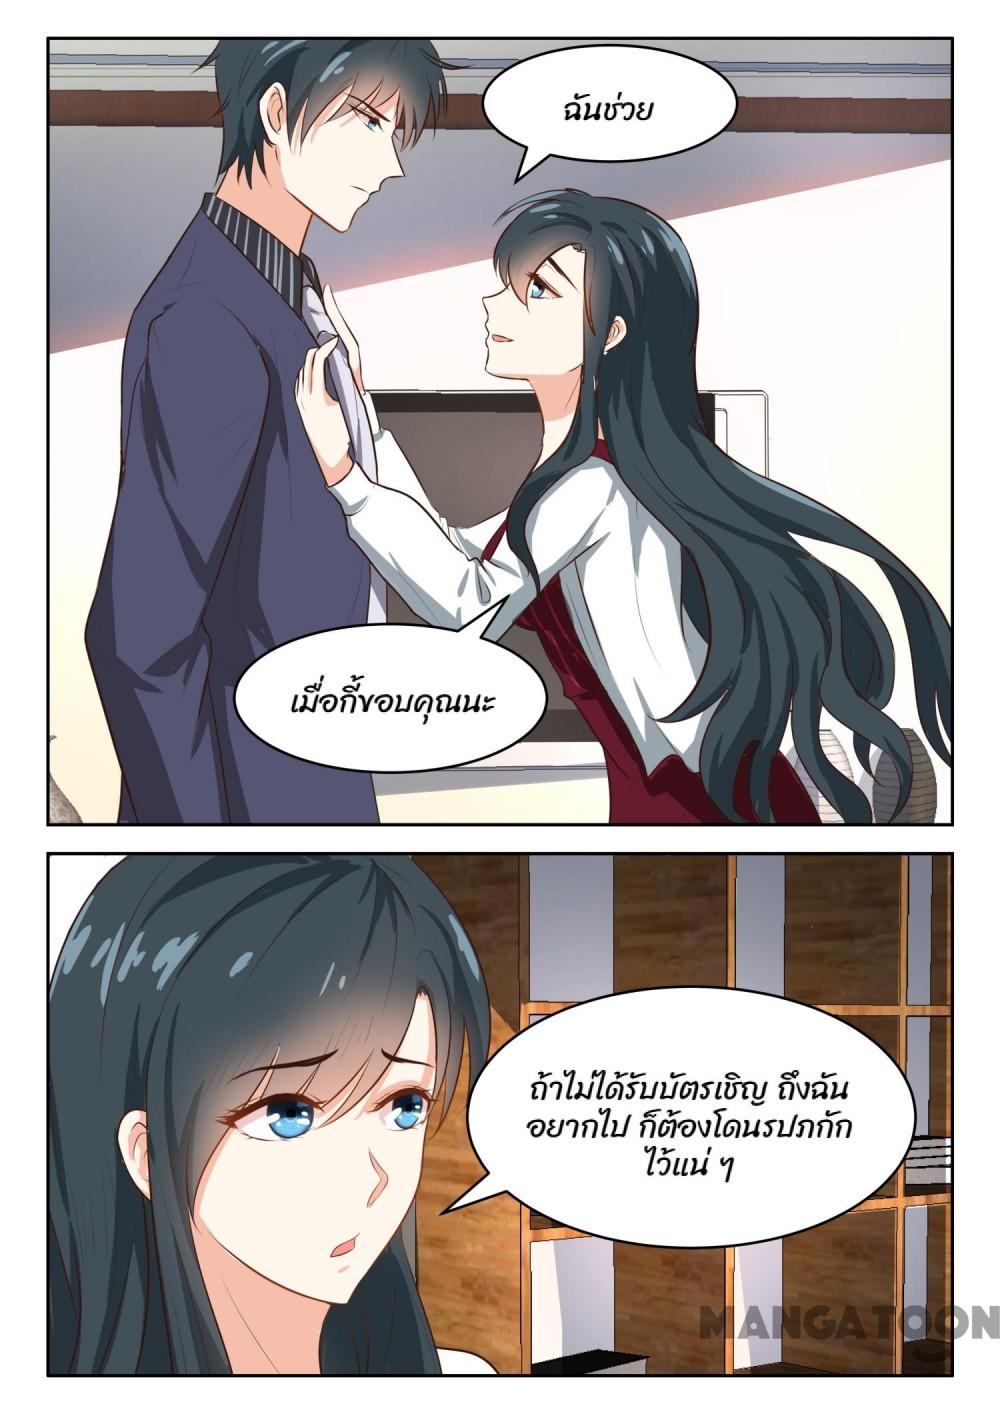 ฉันช่วย
เมื่อกี้ขอบคุณนะ
ถ้าไม่ได้รับบัตรเชิญ ถึงฉัน
อยากไป ก็ต้องโดนรปภกัก
ไว้แน่ ๆ
MANGATOON